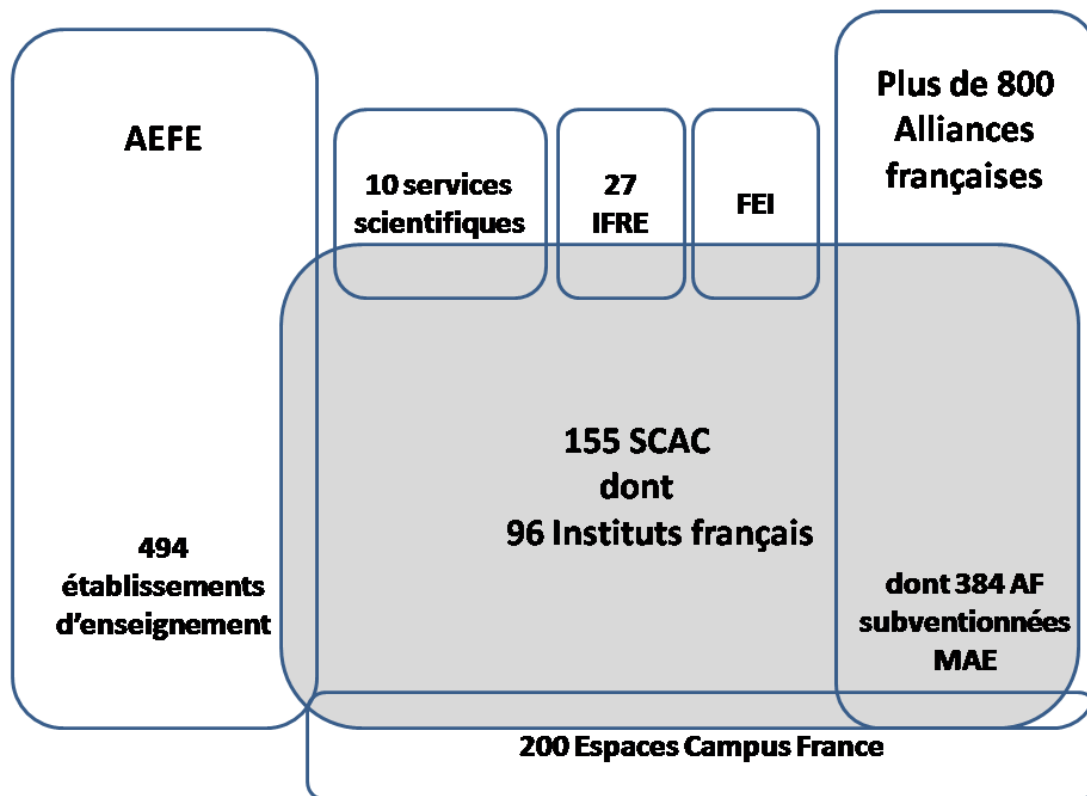 AEFE
494
établissements
d'enseignement
10 services
scientifiques
27
IFRE
FEI
Plus de 800
Alliances
françaises
155 SCAC
dont
96 Instituts français
dont 384 AF
subventionnées
MAE
200 Espaces Campus France